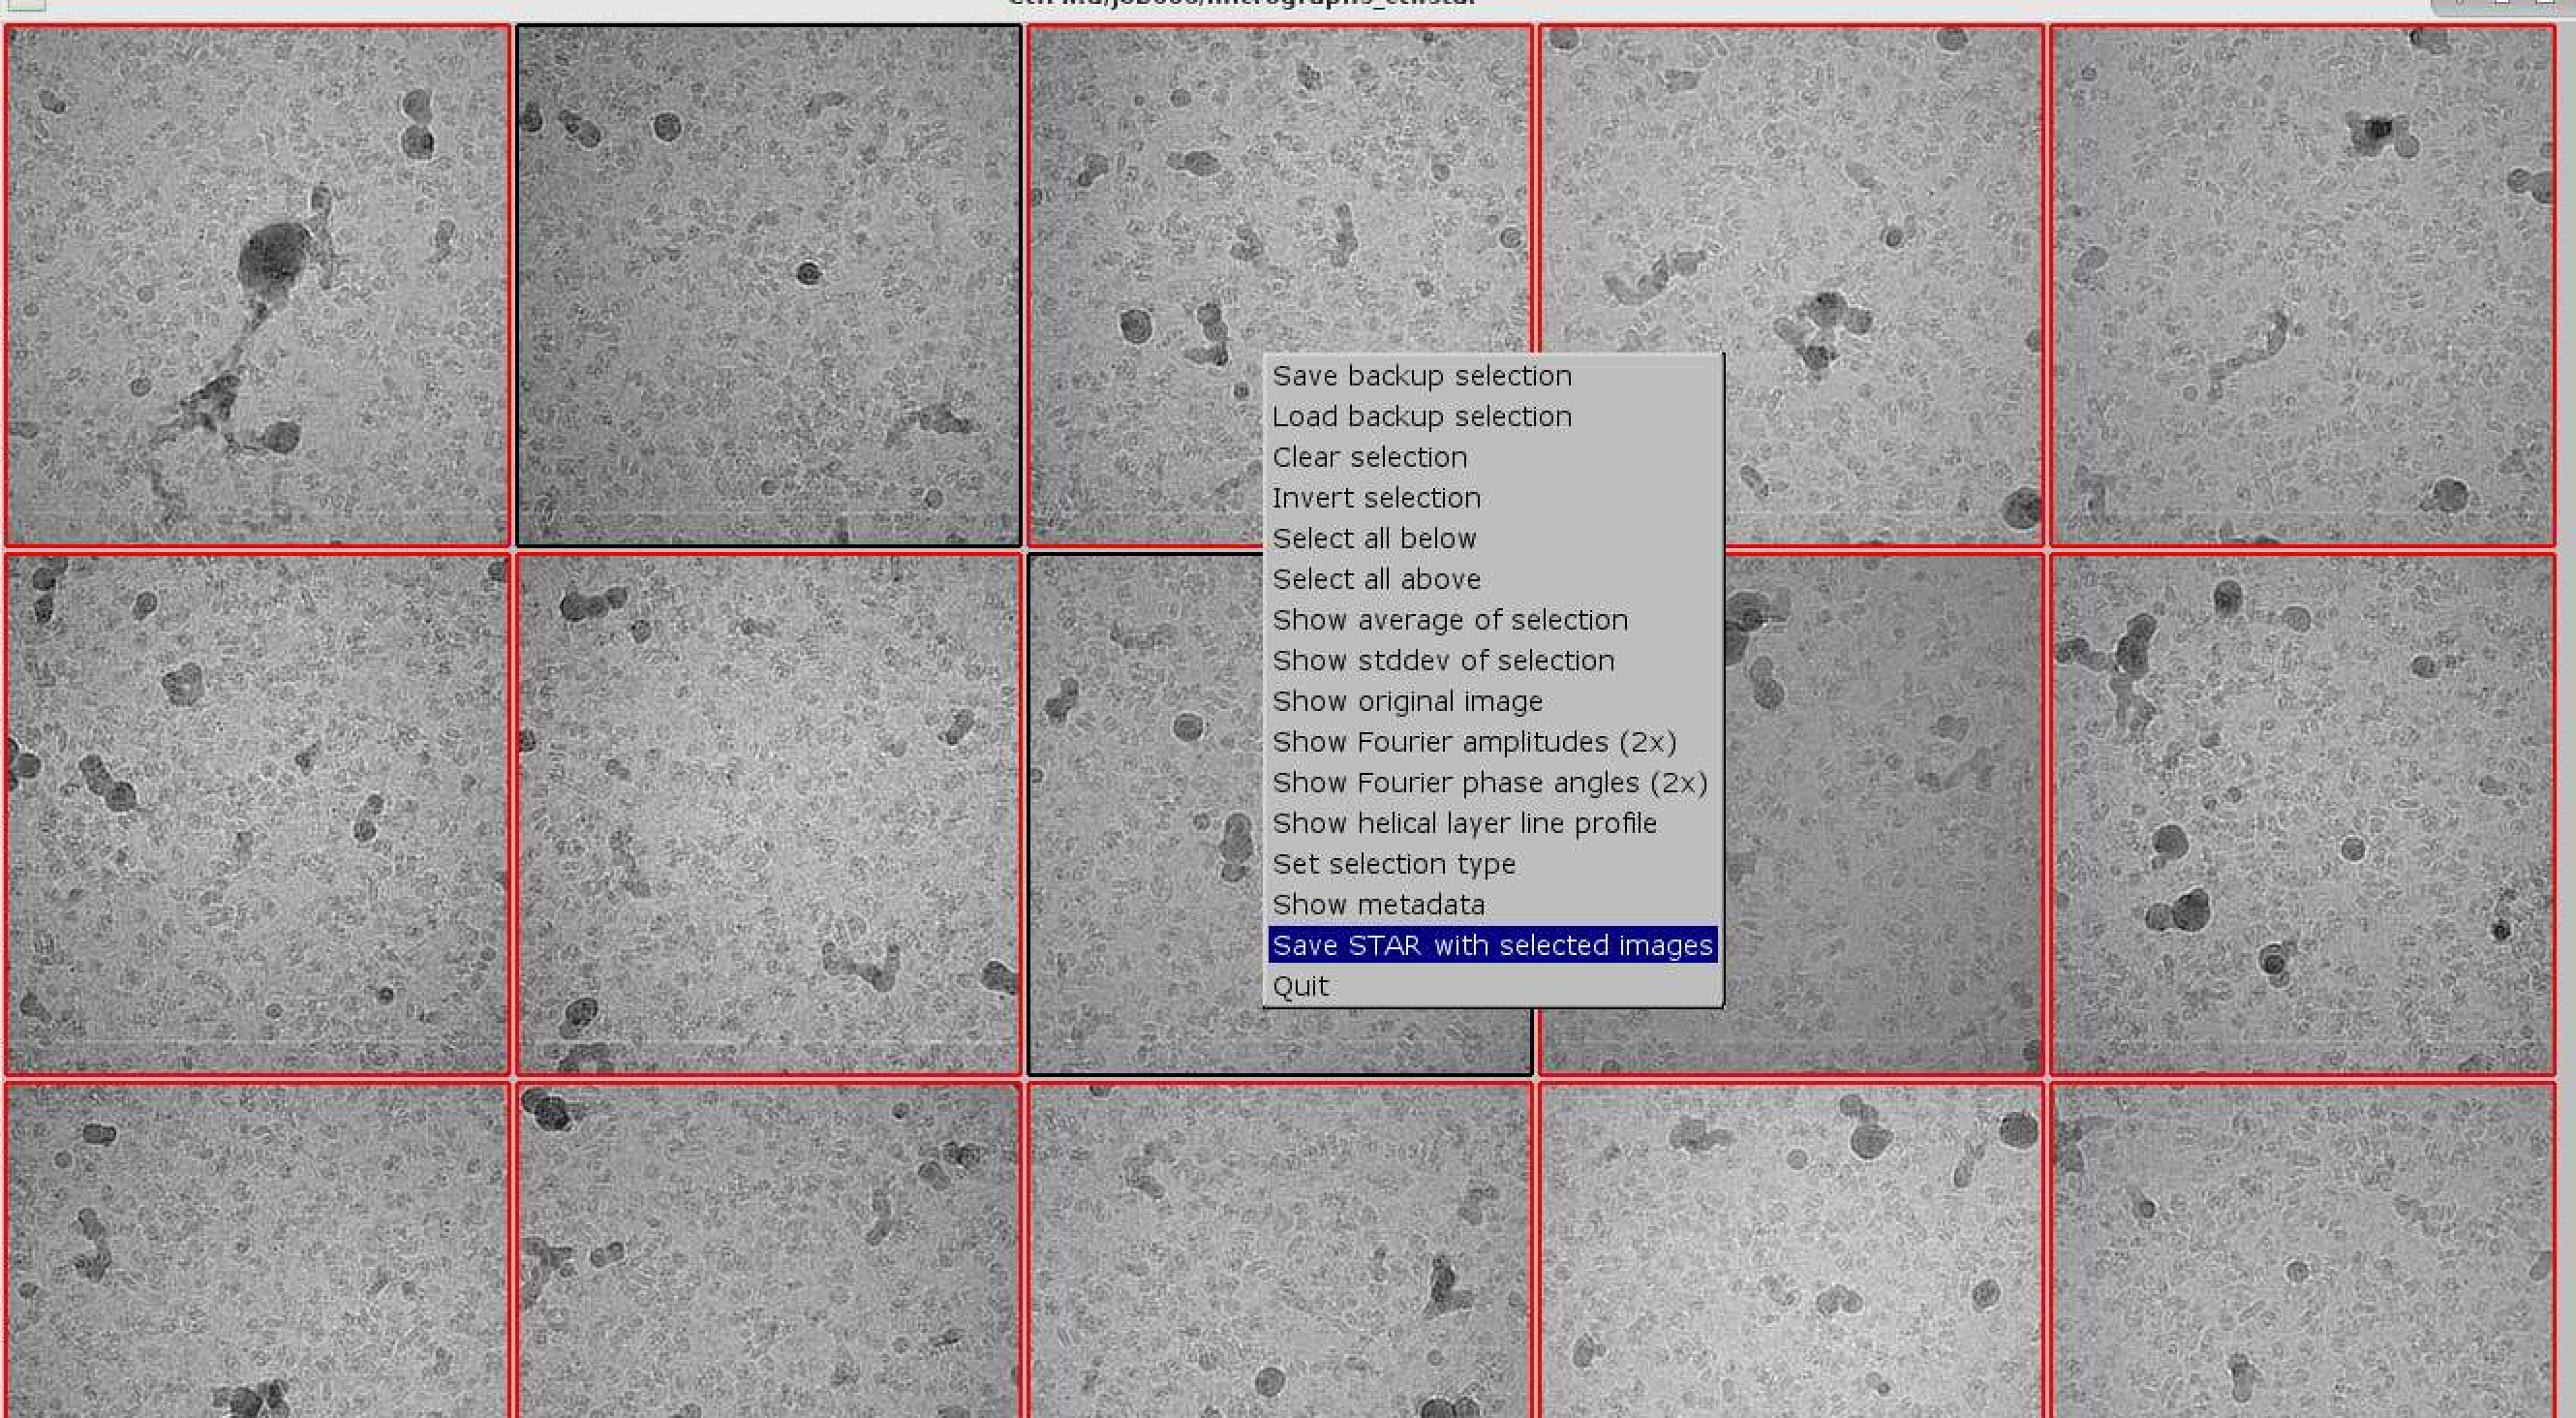 Save backup selection
Load backup selection
Clear selection
Invert selection
Select all below
Select all above
Show average of selection
Show stddev of selection
Show original image
Show Fourier amplitudes (2x)
Show Fourier phase angles (2x)
Show helical layer line profile
Set selection type
Show metadata
Save STAR with selected images
Quit